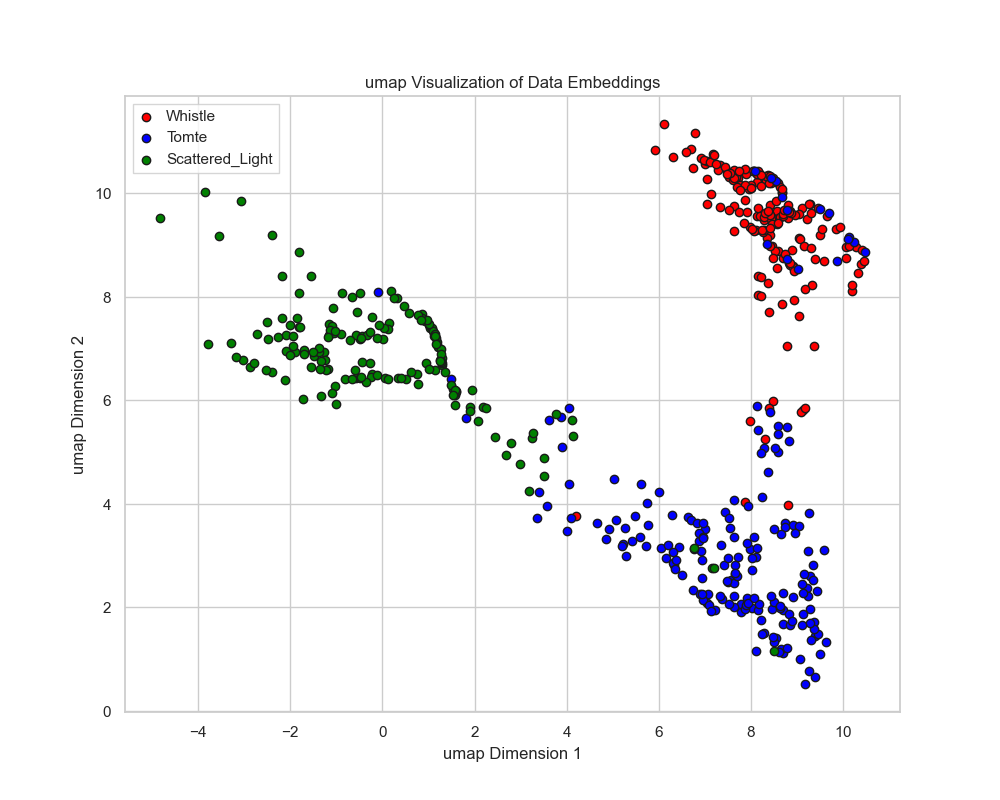 umap Visualization of Data Embeddings
Whistle
Tomte
Scattered_Light
umap Dimension 2
10
8
6
4
2
0
−4 −2 0 2 4 6 8 10
umap Dimension 1